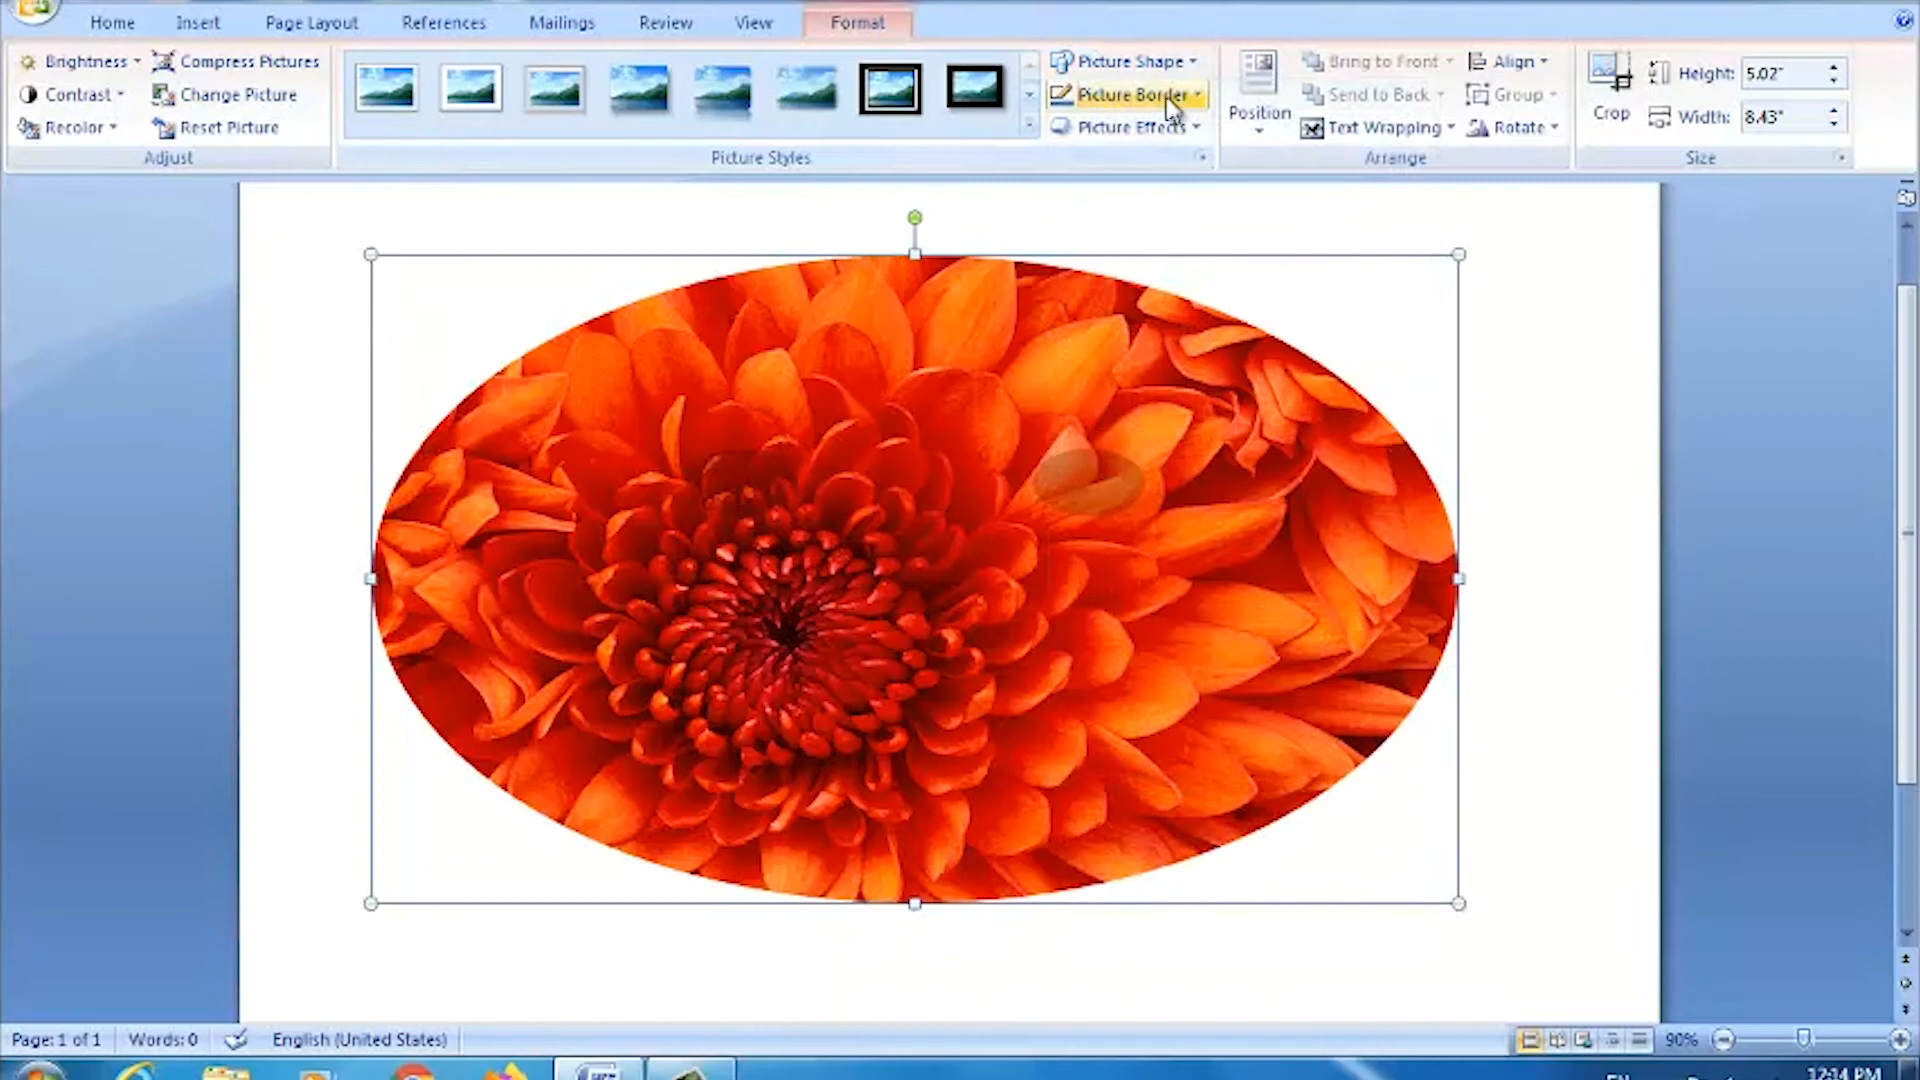 Home Insert Page Layout References Mailings Review View Format
Brightness Compress Pictures Picture Shape Bring to Front Align Height: 5.02"
Contrast Change Picture Picture Border Send to Back Group Width: 8.43"
Recolor Reset Picture Picture Effects Position Text Wrapping Rotate Crop
Adjust Picture Styles Arrange Size
Page: 1 of 1 Words: 0 English (United States) 90%
12:14 PM